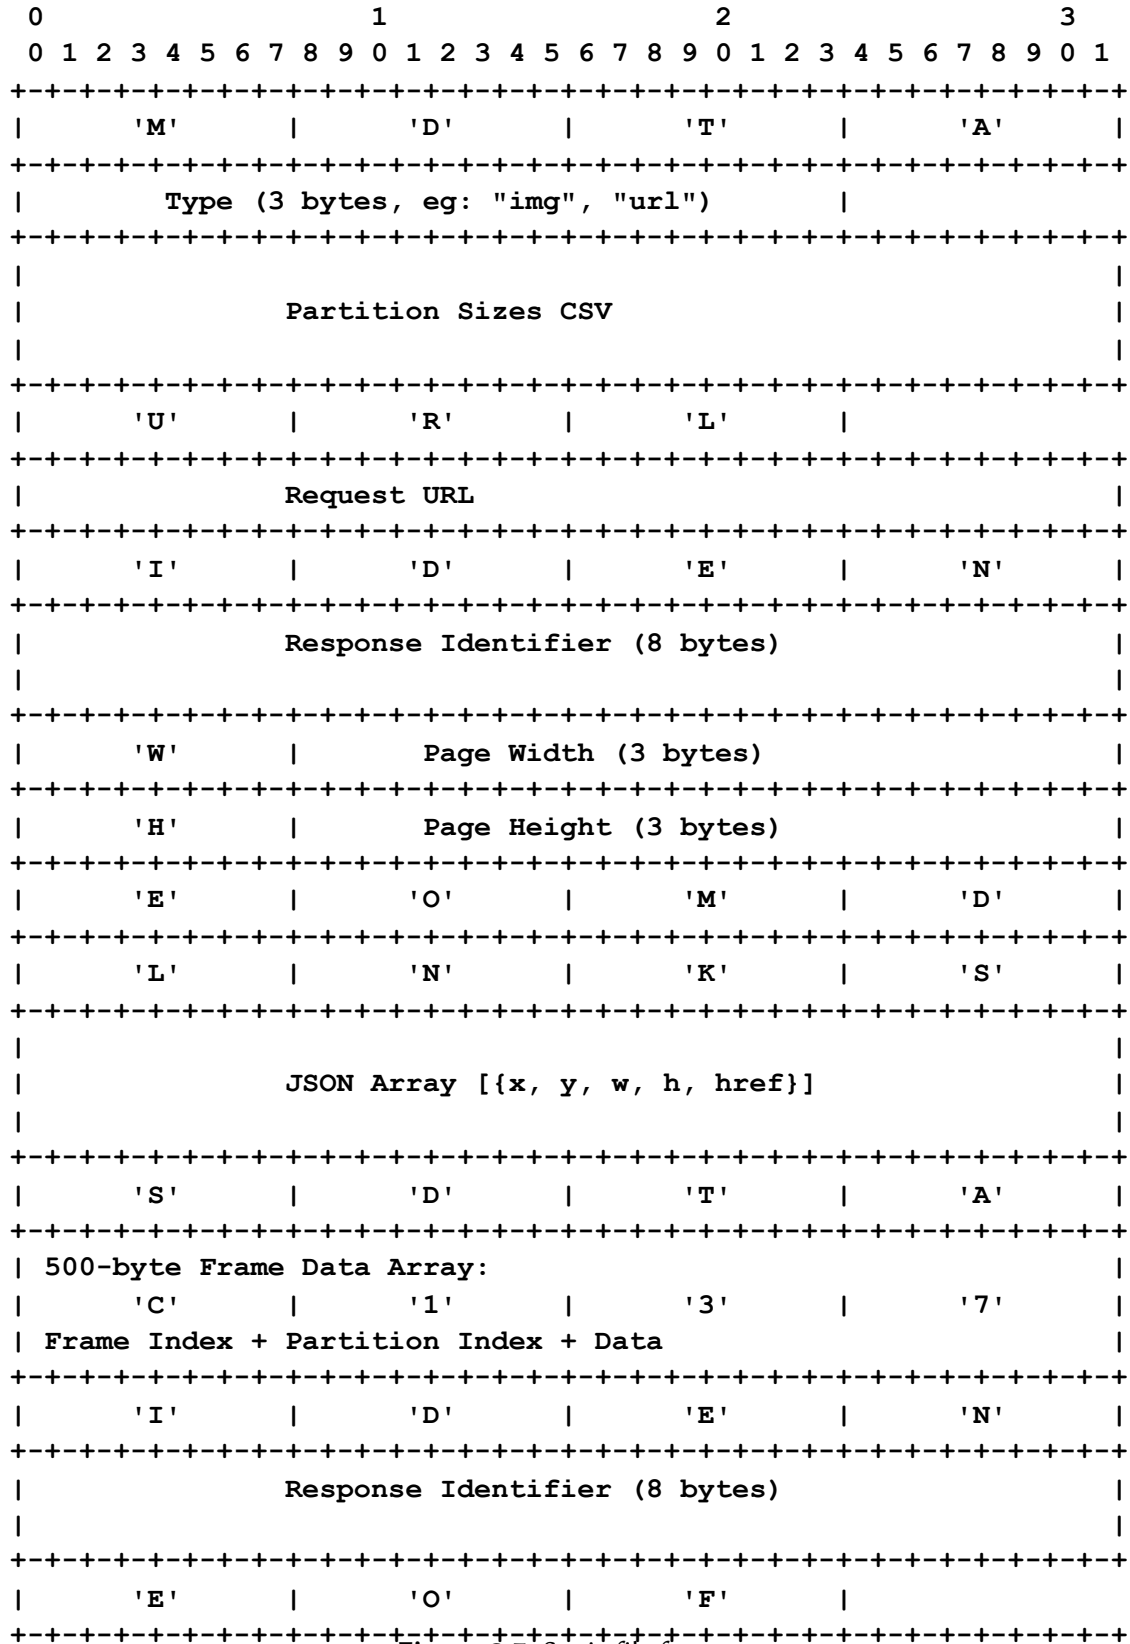 0 1 2 3
0 1 2 3 4 5 6 7 8 9 0 1 2 3 4 5 6 7 8 9 0 1 2 3 4 5 6 7 8 9 0 1
+-+-+-+-+-+-+-+-+-+-+-+-+-+-+-+-+-+-+-+-+-+-+-+-+-+-+-+-+-+-+-+-+
| 'M' | 'D' | 'T' | 'A' |
+-+-+-+-+-+-+-+-+-+-+-+-+-+-+-+-+-+-+-+-+-+-+-+-+-+-+-+-+-+-+-+-+
| Type (3 bytes, eg: "img", "url") |
+-+-+-+-+-+-+-+-+-+-+-+-+-+-+-+-+-+-+-+-+-+-+-+-+-+-+-+-+-+-+-+-+
| |
| Partition Sizes CSV |
| |
+-+-+-+-+-+-+-+-+-+-+-+-+-+-+-+-+-+-+-+-+-+-+-+-+-+-+-+-+-+-+-+-+
| 'U' | 'R' | 'L' |
+-+-+-+-+-+-+-+-+-+-+-+-+-+-+-+-+-+-+-+-+-+-+-+-+-+-+-+-+-+-+-+-+
| Request URL |
+-+-+-+-+-+-+-+-+-+-+-+-+-+-+-+-+-+-+-+-+-+-+-+-+-+-+-+-+-+-+-+-+
| 'I' | 'D' | 'E' | 'N' |
+-+-+-+-+-+-+-+-+-+-+-+-+-+-+-+-+-+-+-+-+-+-+-+-+-+-+-+-+-+-+-+-+
| Response Identifier (8 bytes) |
| |
+-+-+-+-+-+-+-+-+-+-+-+-+-+-+-+-+-+-+-+-+-+-+-+-+-+-+-+-+-+-+-+-+
| 'W' | Page Width (3 bytes) |
+-+-+-+-+-+-+-+-+-+-+-+-+-+-+-+-+-+-+-+-+-+-+-+-+-+-+-+-+-+-+-+-+
| 'H' | Page Height (3 bytes) |
+-+-+-+-+-+-+-+-+-+-+-+-+-+-+-+-+-+-+-+-+-+-+-+-+-+-+-+-+-+-+-+-+
| 'E' | 'O' | 'M' | 'D' |
+-+-+-+-+-+-+-+-+-+-+-+-+-+-+-+-+-+-+-+-+-+-+-+-+-+-+-+-+-+-+-+-+
| 'L' | 'N' | 'K' | 'S' |
+-+-+-+-+-+-+-+-+-+-+-+-+-+-+-+-+-+-+-+-+-+-+-+-+-+-+-+-+-+-+-+-+
| |
| JSON Array [{x, y, w, h, href}] |
| |
+-+-+-+-+-+-+-+-+-+-+-+-+-+-+-+-+-+-+-+-+-+-+-+-+-+-+-+-+-+-+-+-+
| 'S' | 'D' | 'T' | 'A' |
+-+-+-+-+-+-+-+-+-+-+-+-+-+-+-+-+-+-+-+-+-+-+-+-+-+-+-+-+-+-+-+-+
| 500-byte Frame Data Array: |
| 'C' | '1' | '3' | '7' |
| Frame Index + Partition Index + Data |
+-+-+-+-+-+-+-+-+-+-+-+-+-+-+-+-+-+-+-+-+-+-+-+-+-+-+-+-+-+-+-+-+
| 'I' | 'D' | 'E' | 'N' |
+-+-+-+-+-+-+-+-+-+-+-+-+-+-+-+-+-+-+-+-+-+-+-+-+-+-+-+-+-+-+-+-+
| Response Identifier (8 bytes) |
| |
+-+-+-+-+-+-+-+-+-+-+-+-+-+-+-+-+-+-+-+-+-+-+-+-+-+-+-+-+-+-+-+-+
| 'E' | 'O' | 'F' |
+-+-+-+-+-+-+-+-+-+-+-+-+-+-+-+-+-+-+-+-+-+-+-+-+-+-+-+-+-+-+-+-+